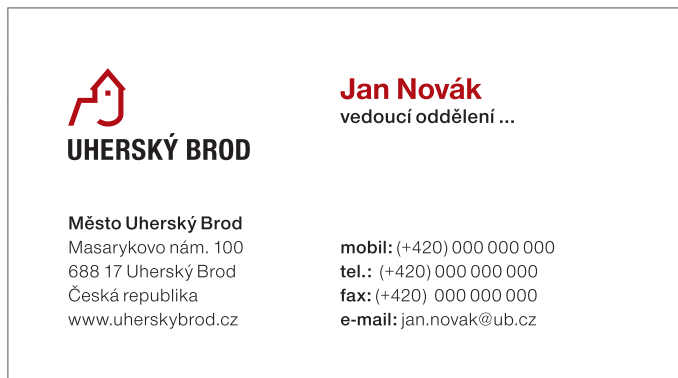 UHERSKÝ BROD
Jan Novák
vedoucí oddělení ...
Město Uherský Brod
Masarykovo nám. 100
688 17 Uherský Brod
Česká republika
www.uherskybrod.cz
mobil: (+420) 000 000 000
tel.: (+420) 000 000 000
fax: (+420) 000 000 000
e-mail: jan.novak@ub.cz